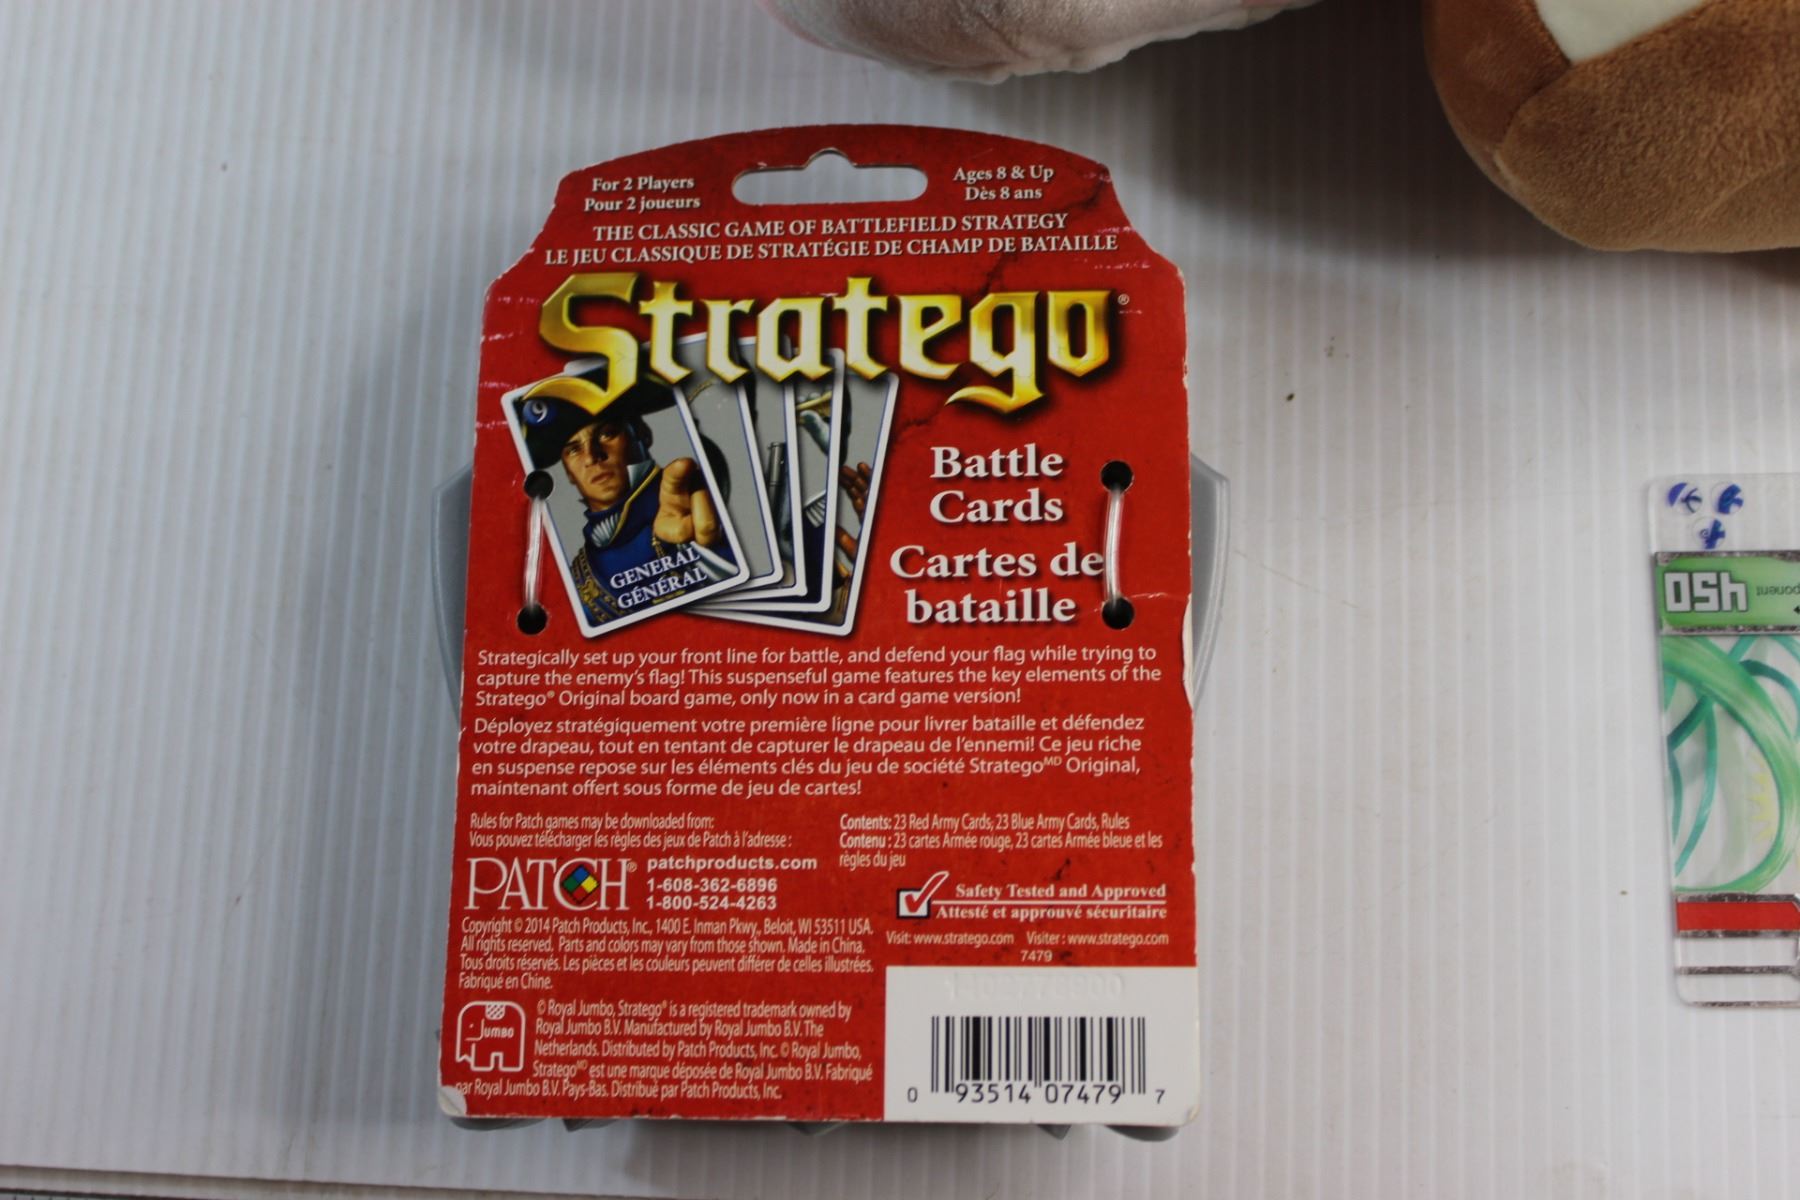 For 2 Players
Pour 2 joueurs
Ages 8 & Up
Dès 8 ans
THE CLASSIC GAME OF BATTLEFIELD STRATEGY
LE JEU CLASSIQUE DE STRATÉGIE DE CHAMP DE BATAILLE
Stratego®
9
GENERAL
GÉNÉRAL
Battle
Cards
Cartes de
bataille
Strategically set up your front line for battle, and defend your flag while trying to
capture the enemy's flag! This suspenseful game features the key elements of the
Stratego® Original board game, only now in a card game version!
Déployez stratégiquement votre première ligne pour livrer bataille et défendez
votre drapeau, tout en tentant de capturer le drapeau de l'ennemi! Ce jeu riche
en suspense repose sur les éléments clés du jeu de société Stratego MD Original,
maintenant offert sous forme de jeu de cartes!
Rules for Patch games may be downloaded from:
Vous pouvez télécharger les règles des jeux de Patch à l'adresse :
PATCH®
patchproducts.com
1-608-362-6896
1-800-524-4263
Contents: 23 Red Army Cards, 23 Blue Army Cards, Rules
Contenu : 23 cartes Armée rouge, 23 cartes Armée bleue et les
règles du jeu
Safety Tested and Approved
Attesté et approuvé sécuritaire
Visit: www.stratego.com Visiter : www.stratego.com
7479
Copyright © 2014 Patch Products, Inc., 1400 E. Inman Pkwy., Beloit, WI 53511 USA.
All rights reserved. Parts and colors may vary from those shown. Made in China.
Tous droits réservés. Les pièces et les couleurs peuvent différer de celles illustrées.
Fabriqué en Chine.
Jumbo
© Royal Jumbo, Stratego® is a registered trademark owned by
Royal Jumbo B.V. Manufactured by Royal Jumbo B.V. The
Netherlands. Distributed by Patch Products, Inc. © Royal Jumbo,
Stratego MD est une marque déposée de Royal Jumbo B.V. Fabriqué
par Royal Jumbo B.V. Pays-Bas. Distribué par Patch Products, Inc.
0 93514 07479 7
450